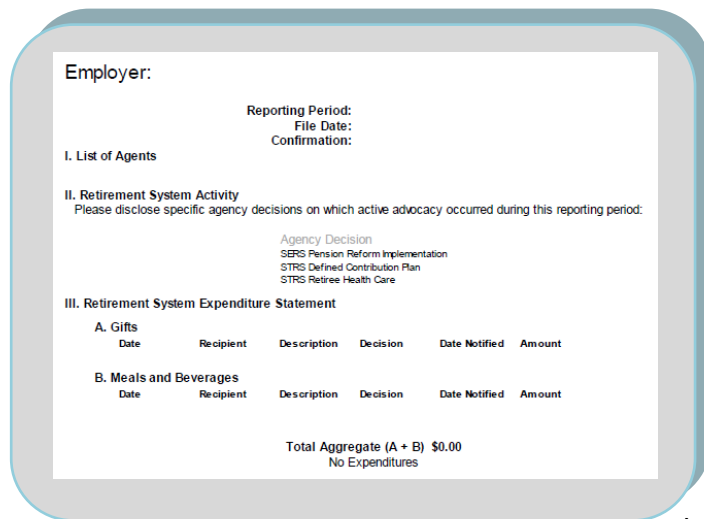 Employer:
Reporting Period:
File Date:
Confirmation:
I. List of Agents
II. Retirement System Activity
Please disclose specific agency decisions on which active advocacy occurred during this reporting period:
Agency Decision
SERS Pension Reform Implementation
STRS Defined Contribution Plan
STRS Retiree Health Care
III. Retirement System Expenditure Statement
A. Gifts
Date Recipient Description Decision Date Notified Amount
B. Meals and Beverages
Date Recipient Description Decision Date Notified Amount
Total Aggregate (A + B) $0.00
No Expenditures